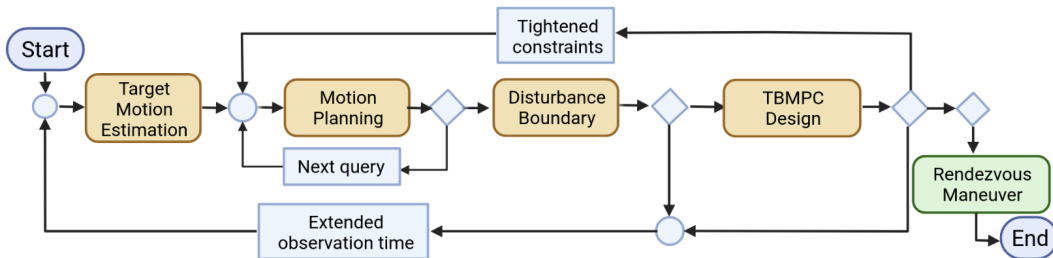 Start
Target
Motion
Estimation
Tightened
constraints
Motion
Planning
Next query
Disturbance
Boundary
TBMPC
Design
Extended
observation time
Rendezvous
Maneuver
End